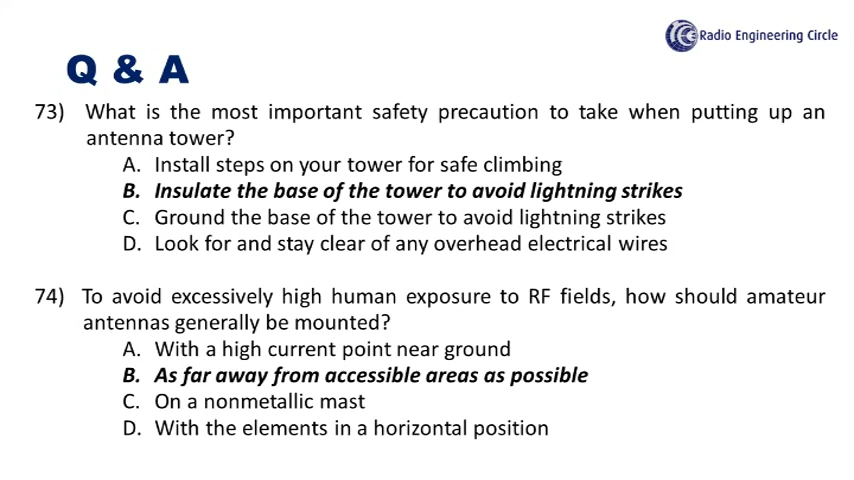 Radio Engineering Circle
Q & A
73) What is the most important safety precaution to take when putting up an
antenna tower?
A. Install steps on your tower for safe climbing
B. Insulate the base of the tower to avoid lightning strikes
C. Ground the base of the tower to avoid lightning strikes
D. Look for and stay clear of any overhead electrical wires
74) To avoid excessively high human exposure to RF fields, how should amateur
antennas generally be mounted?
A. With a high current point near ground
B. As far away from accessible areas as possible
C. On a nonmetallic mast
D. With the elements in a horizontal position